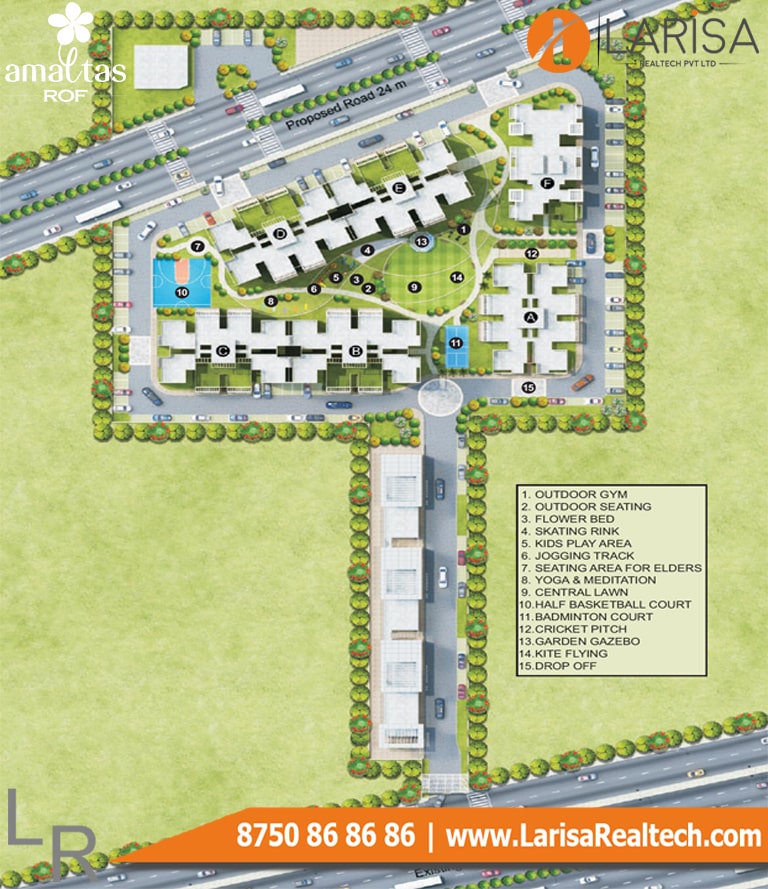 amaltas
ROF
LARISA
REALTECH PVT LTD
Proposed Road 24 m
F
E
D
1
13
7
4
12
5
3
14
10
6
2
9
8
A
11
C
B
15
1. OUTDOOR GYM
2. OUTDOOR SEATING
3. FLOWER BED
4. SKATING RINK
5. KIDS PLAY AREA
6. JOGGING TRACK
7. SEATING AREA FOR ELDERS
8. YOGA & MEDITATION
9. CENTRAL LAWN
10.HALF BASKETBALL COURT
11.BADMINTON COURT
12.CRICKET PITCH
13.GARDEN GAZEBO
14.KITE FLYING
15.DROP OFF
LR
8750 86 86 86 | www.LarisaRealtech.com